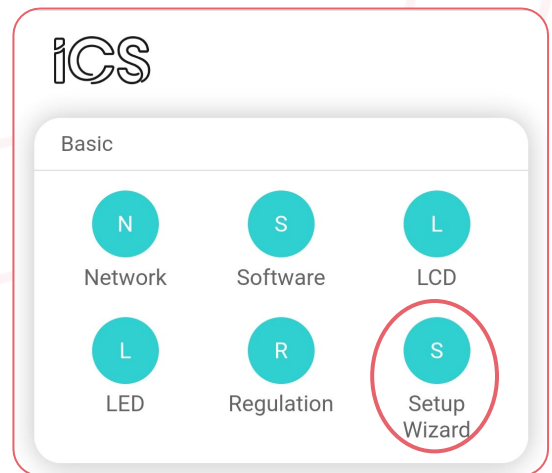 iCS
Basic
N S L
Network Software LCD
L R S
LED Regulation Setup
Wizard